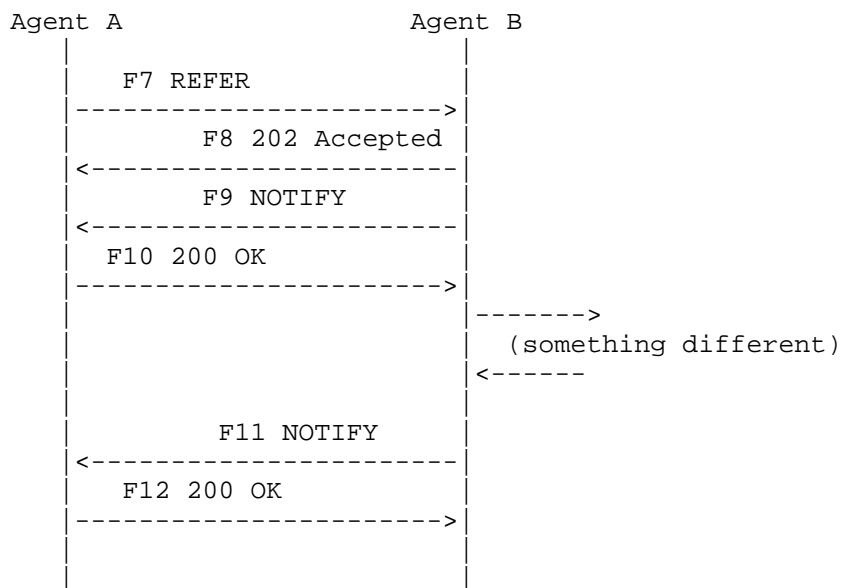 Agent A                  Agent B
F7 REFER
F8 202 Accepted
F9 NOTIFY
F10 200 OK
(something different)
F11 NOTIFY
F12 200 OK